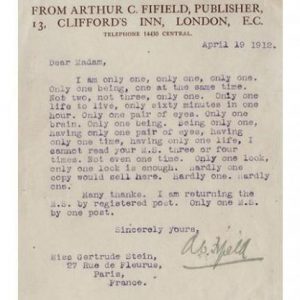 FROM ARTHUR C. FIFIELD, PUBLISHER,
13, CLIFFORD'S INN, LONDON, E.C.
TELEPHONE 14430 CENTRAL.
April 19 1912.
Dear Madam,
I am only one, only one, only one.
Only one being, one at the same time.
Not two, not three, only one. Only one
life to live, only sixty minutes in one
hour. Only one pair of eyes. Only one
brain. Only one being. Being only one,
having only one pair of eyes, having
only one time, having only one life, I
cannot read your M.S. three or four
times. Not even one time. Only one look,
only one look is enough. Hardly one
copy would sell here. Hardly one. Hardly
one.
Many thanks. I am returning the
M.S. by registered post. Only one M.S.
by one post.
Sincerely yours,
A. C. Fifield
Miss Gertrude Stein,
27 Rue de Fleurus,
Paris,
France.